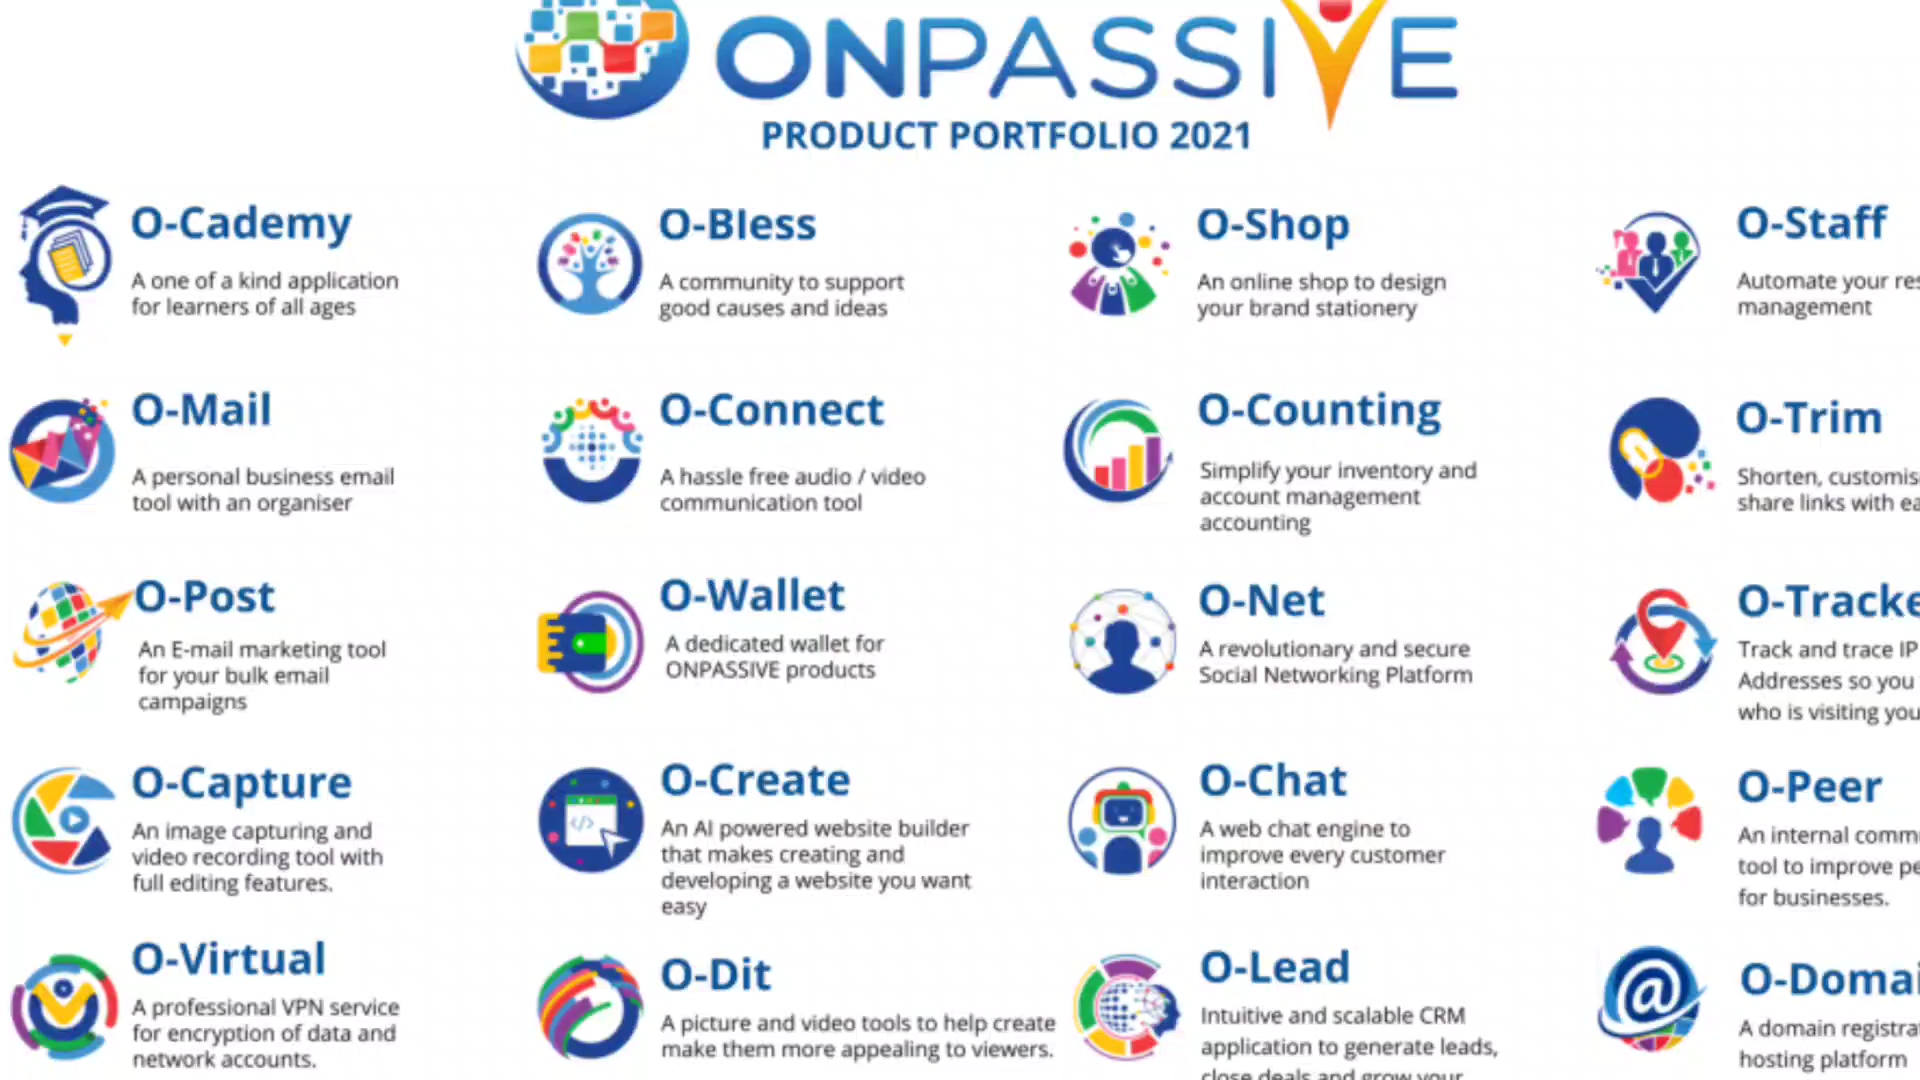 ONPASSIVE
PRODUCT PORTFOLIO 2021
O-Cademy
A one of a kind application
for learners of all ages
O-Bless
A community to support
good causes and ideas
O-Shop
An online shop to design
your brand stationery
O-Staff
Automate your
management
O-Mail
A personal business email
tool with an organiser
O-Connect
A hassle free audio / video
communication tool
O-Counting
Simplify your inventory and
account management
accounting
O-Trim
Shorten,
share links with
O-Post
An E-mail marketing tool
for your bulk email
campaigns
O-Wallet
A dedicated wallet for
ONPASSIVE products
O-Net
A revolutionary and secure
Social Networking Platform
O-Tracke
Track and trace IP
Addresses so you
who is visiting you
O-Capture
An image capturing and
video recording tool with
full editing features.
O-Create
An AI powered website builder
that makes creating and
developing a website you want
easy
O-Chat
A web chat engine to
improve every customer
interaction
O-Peer
An internal
tool to improve
for businesses.
O-Virtual
A professional VPN service
for encryption of data and
network accounts.
O-Dit
A picture and video tools to help create
make them more appealing to viewers.
O-Lead
Intuitive and scalable CRM
application to generate leads,
close deals and grow your
O-Domai
A domain
hosting platform